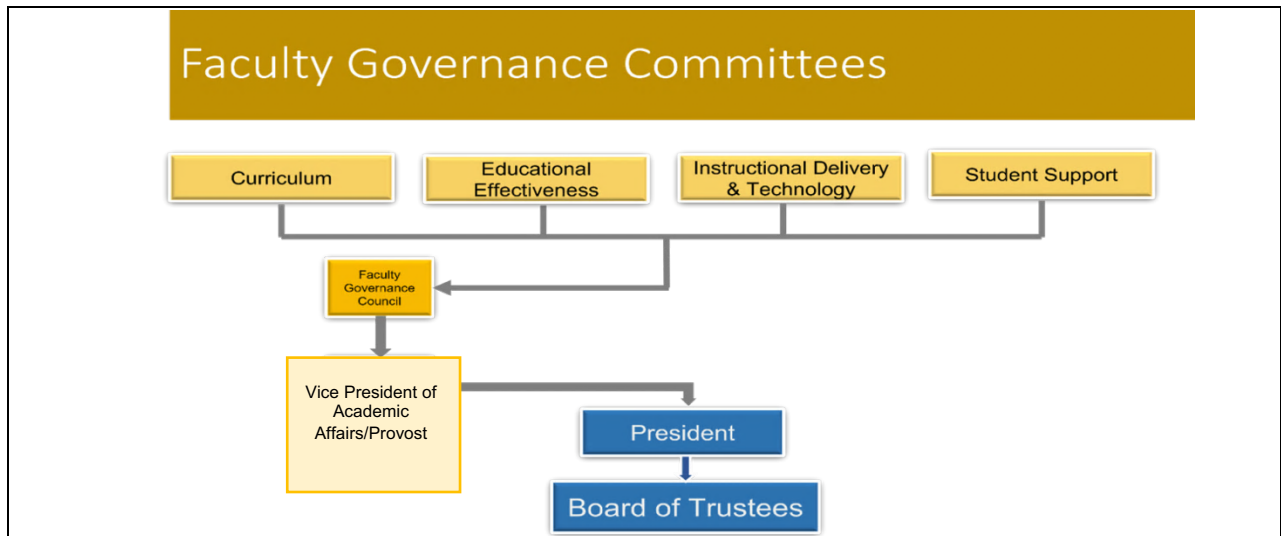 Faculty Governance Committees
Curriculum
Educational
Effectiveness
Instructional Delivery
& Technology
Student Support
Faculty
Governance
Council
Vice President of
Academic
Affairs/Provost
President
Board of Trustees